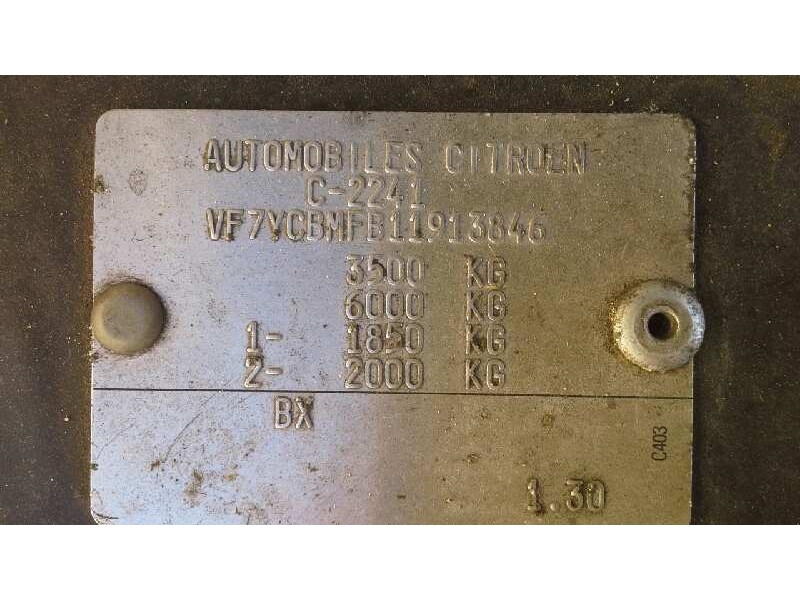 AUTOMOBILES CITROEN
C-2241
VF7YCBMFB11913846
3500 KG
6000 KG
1- 1850 KG
2- 2000 KG
BX
C403
1.30